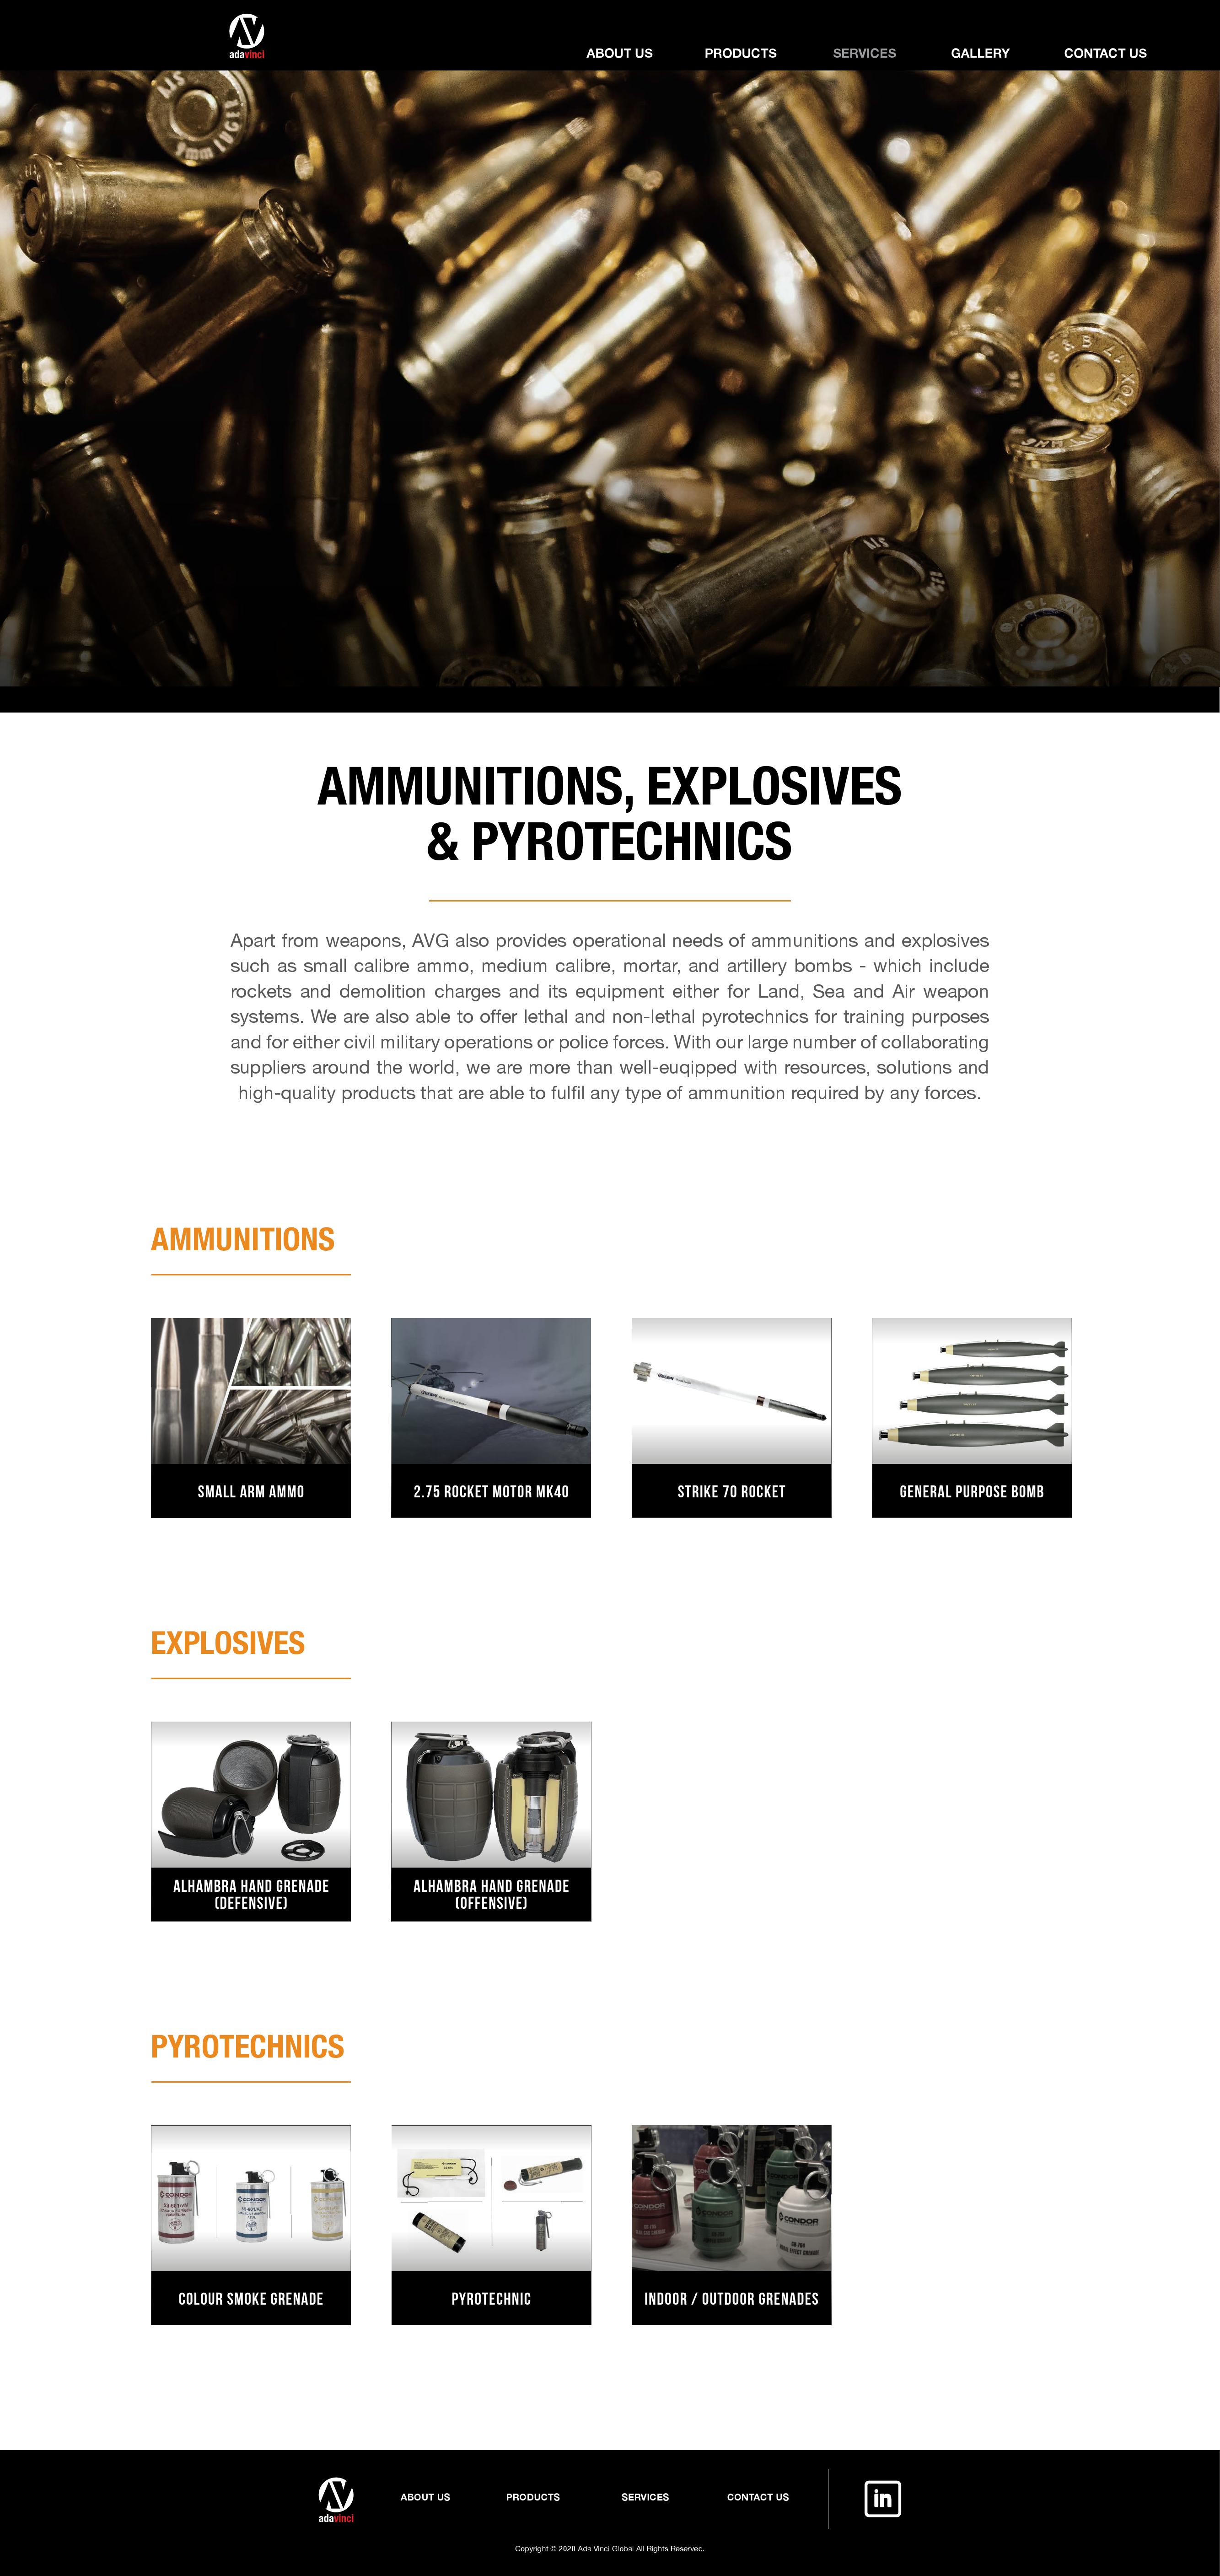 adavinci
ABOUT US PRODUCTS SERVICES GALLERY CONTACT US
9mm LUGER
AMMUNITIONS, EXPLOSIVES
& PYROTECHNICS
Apart from weapons, AVG also provides operational needs of ammunitions and explosives
such as small calibre ammo, medium calibre, mortar, and artillery bombs - which include
rockets and demolition charges and its equipment either for Land, Sea and Air weapon
systems. We are also able to offer lethal and non-lethal pyrotechnics for training purposes
and for either civil military operations or police forces. With our large number of collaborating
suppliers around the world, we are more than well-euqipped with resources, solutions and
high-quality products that are able to fulfil any type of ammunition required by any forces.
AMMUNITIONS
SMALL ARM AMMO
2.75 ROCKET MOTOR MK40
STRIKE 70 ROCKET
GENERAL PURPOSE BOMB
EXPLOSIVES
ALHAMBRA HAND GRENADE
(DEFENSIVE)
ALHAMBRA HAND GRENADE
(OFFENSIVE)
PYROTECHNICS
CONDOR
CONDOR
CONDOR
CONDOR
COLOUR SMOKE GRENADE
PYROTECHNIC
INDOOR / OUTDOOR GRENADES
adavinci
ABOUT US PRODUCTS SERVICES CONTACT US
in
Copyright © 2020 Ada Vinci Global All Rights Reserved.